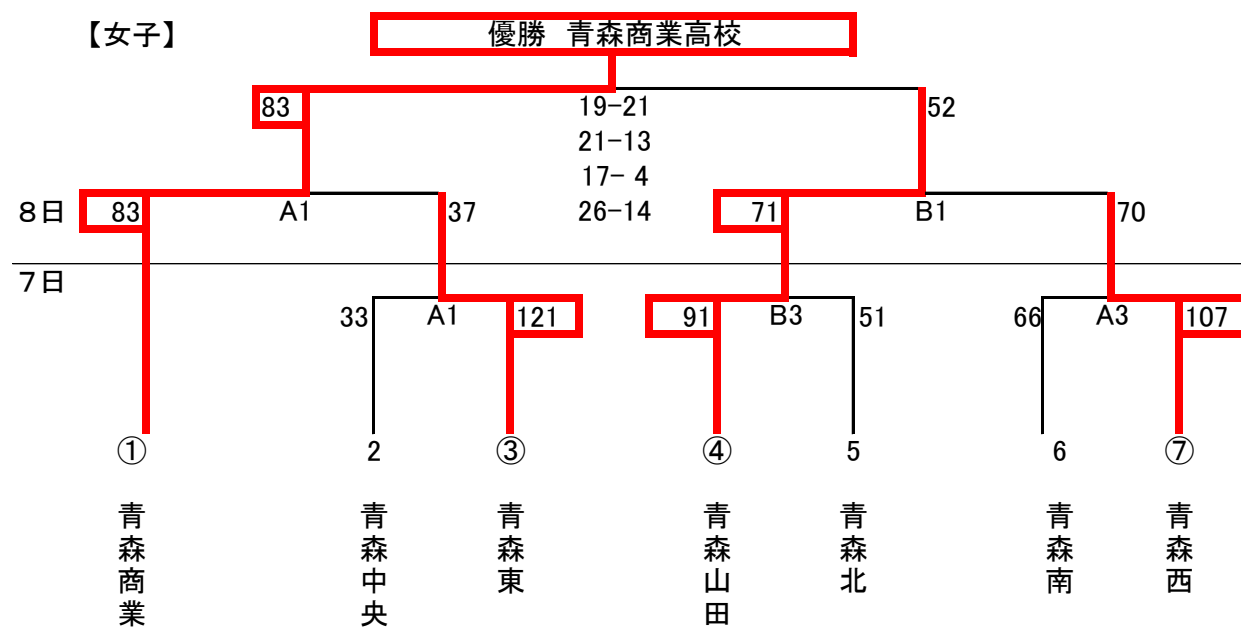 【女子】
優勝 青森商業高校
83
19-21
52
21-13
17- 4
26-14
8日
83
A1
37
71
B1
70
7日
33
A1
121
91
B3
51
66
A3
107
①
2
③
④
5
6
⑦
青森商業
青森中央
青森東
青森山田
青森北
青森南
青森西